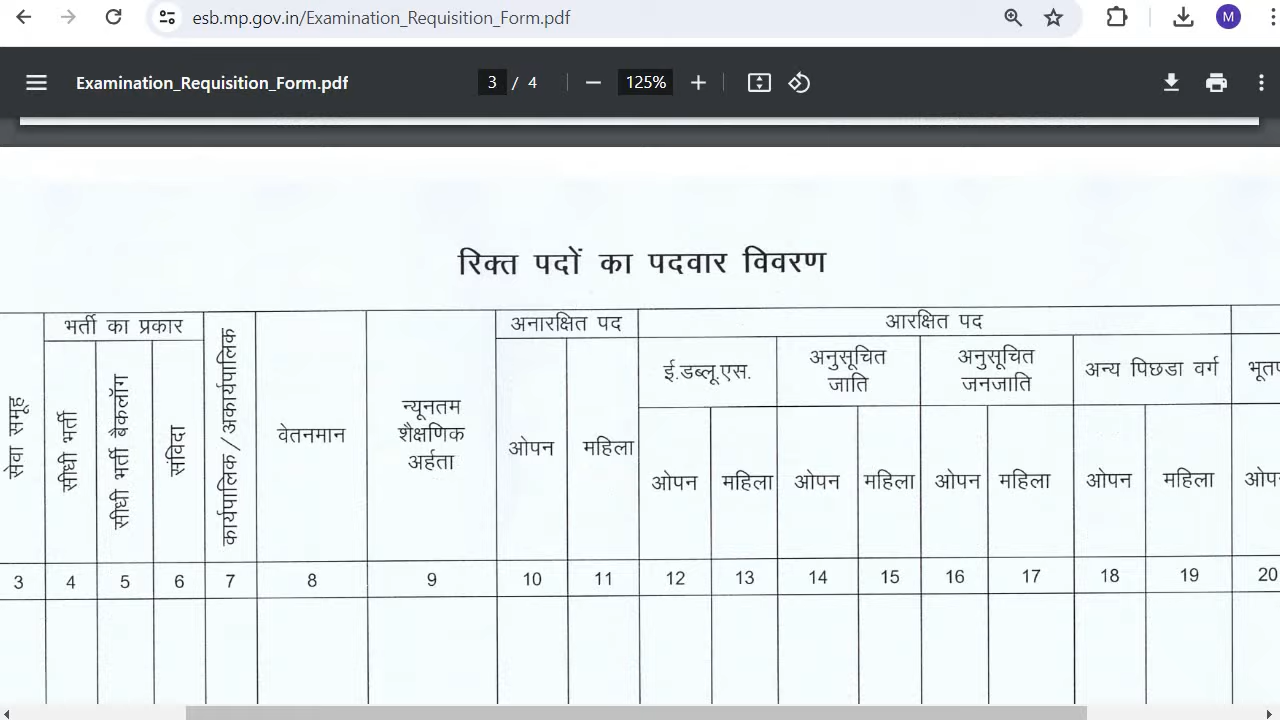 esb.mp.gov.in/Examination_Requisition_Form.pdf
M
Examination_Requisition_Form.pdf
3 / 4
125%
रिक्त पदों का पदवार विवरण
सेवा समूह
भर्ती का प्रकार
सीधी भर्ती
सीधी भर्ती बैकलॉग
संविदा
कार्यपालिक / अकार्यपालिक
वेतनमान
न्यूनतम
शैक्षणिक
अर्हता
अनारक्षित पद
ओपन महिला
आरक्षित पद
ई.डब्लू.एस.
ओपन महिला
अनुसूचित
जाति
ओपन महिला
अनुसूचित
जनजाति
ओपन महिला
अन्य पिछडा वर्ग
ओपन महिला
3 4 5 6 7 8 9 10 11 12 13 14 15 16 17 18 19 20